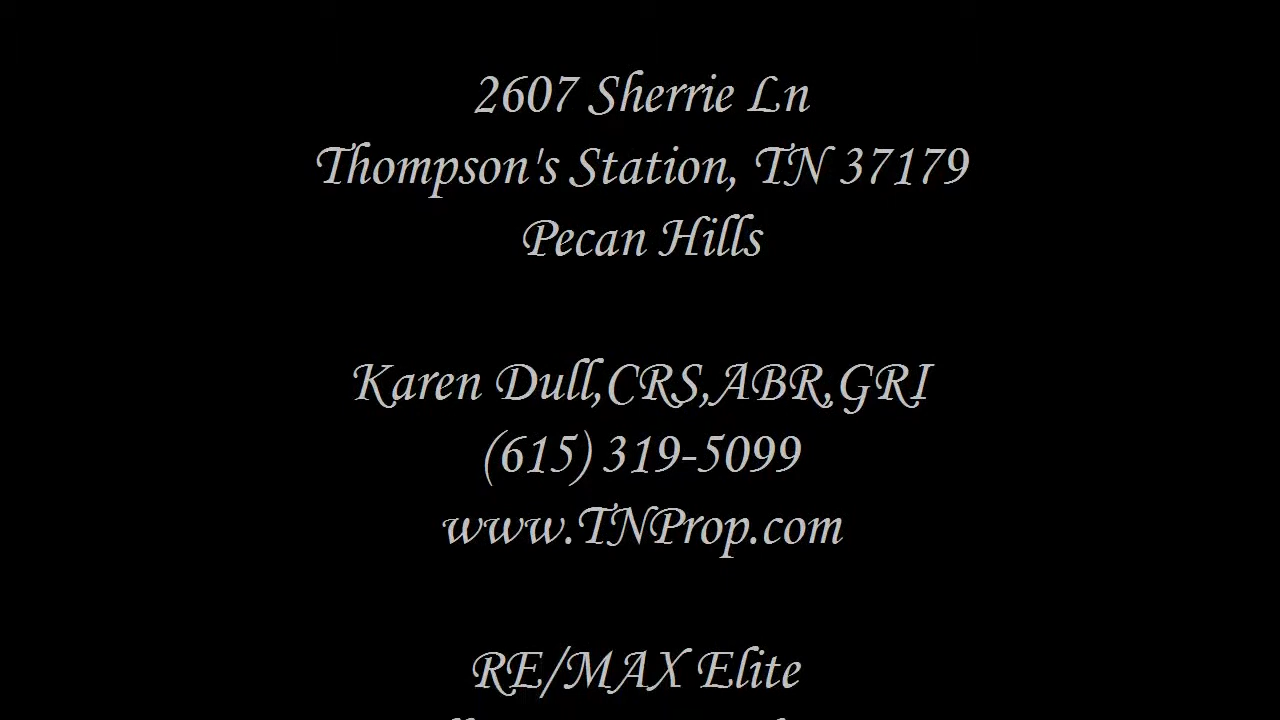 2607 Sherrie Ln
Thompson's Station, TN 37179
Pecan Hills
Karen Dull,CRS,ABR,GRI
(615) 319-5099
www.TNProp.com
RE/MAX Elite